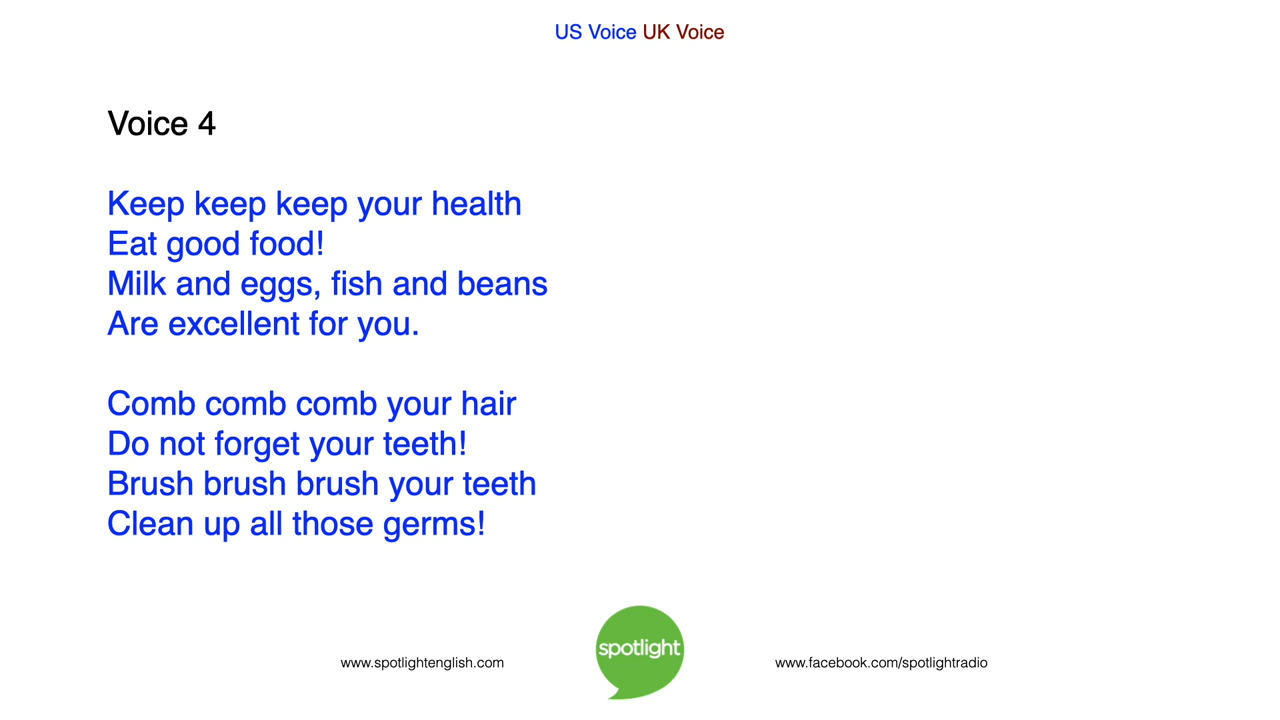 US Voice UK Voice
Voice 4
Keep keep keep your health
Eat good food!
Milk and eggs, fish and beans
Are excellent for you.
Comb comb comb your hair
Do not forget your teeth!
Brush brush brush your teeth
Clean up all those germs!
www.spotlightenglish.com
spotlight
www.facebook.com/spotlightradio